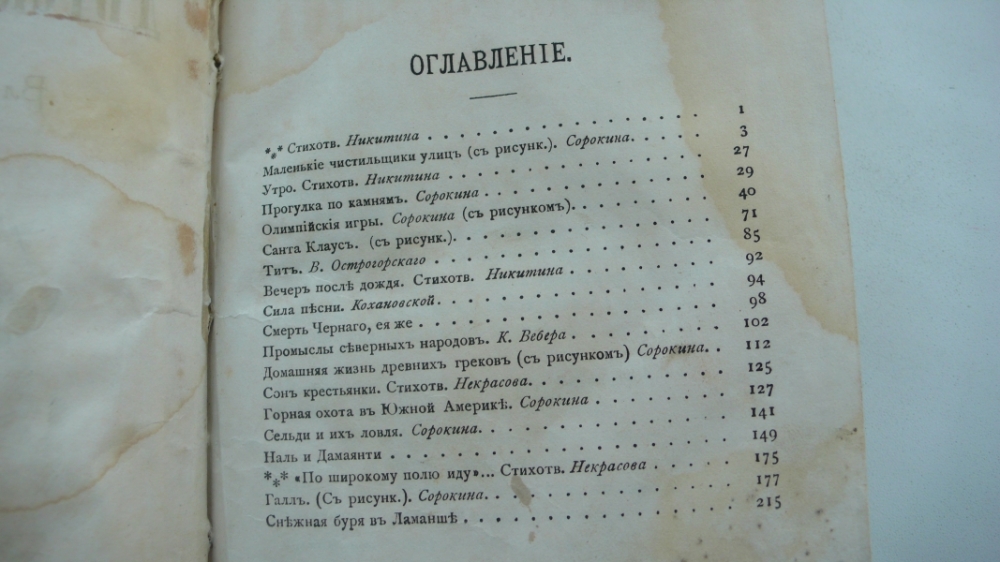 ОГЛАВЛЕНІЕ.
*** Стихотв. Никитина . . . . . . . . . . . . . . . 1
Маленькіе чистильщики улицъ (съ рисунк.). Сорокина. . . . . 3
Утро. Стихотв. Никитина . . . . . . . . . . . . . . 27
Прогулка по камнямъ. Сорокина . . . . . . . . . . . . 29
Олимпійскія игры. Сорокина (съ рисункомъ). . . . . . . . 40
Санта Клаусъ. (съ рисунк.). . . . . . . . . . . . . . 71
Титъ. В. Острогорскаго . . . . . . . . . . . . . . . 85
Вечеръ послѣ дождя. Стихотв. Никитина . . . . . . . . . 92
Сила пѣсни. Кохановской. . . . . . . . . . . . . . . 94
Смерть Чернаго, ея же . . . . . . . . . . . . . . . 98
Промыслы сѣверныхъ народовъ. К. Вебера . . . . . . . . 102
Домашняя жизнь древнихъ грековъ (съ рисункомъ) Сорокина. . 112
Сонъ крестьянки. Стихотв. Некрасова. . . . . . . . . . 125
Горная охота въ Южной Америкѣ. Сорокина . . . . . . . 127
Сельди и ихъ ловля. Сорокина. . . . . . . . . . . . . 141
Наль и Дамаянти . . . . . . . . . . . . . . . . . 149
*** «По широкому полю иду»... Стихотв. Некрасова . . . . 175
Галлъ. (Съ рисунк.). Сорокина. . . . . . . . . . . . 177
Снѣжная буря въ Ламаншѣ . . . . . . . . . . . . . . 215